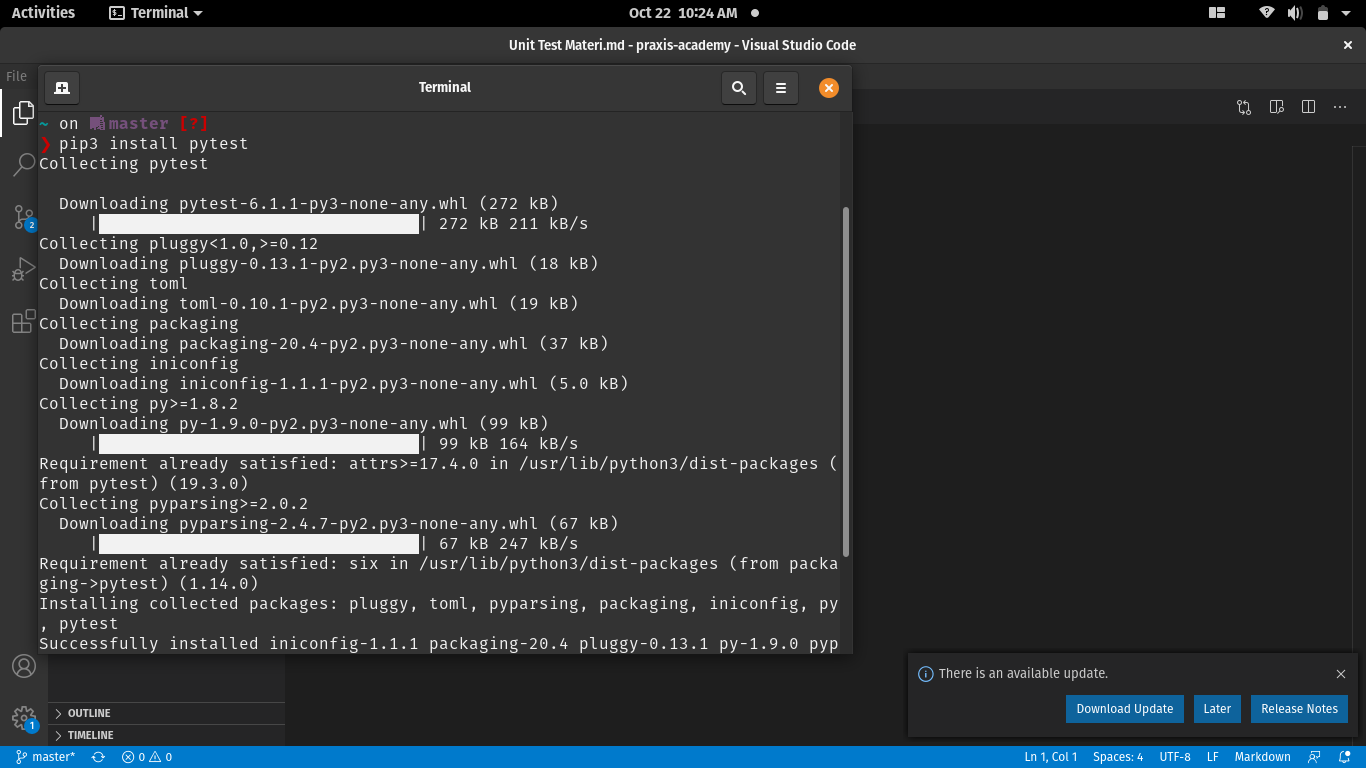 Activities Terminal Oct 22 10:24 AM
Unit Test Materi.md - praxis-academy - Visual Studio Code
File
Terminal
~ on master [?]
❯ pip3 install pytest
Collecting pytest
Downloading pytest-6.1.1-py3-none-any.whl (272 kB)
| | 272 kB 211 kB/s
Collecting pluggy<1.0,>=0.12
Downloading pluggy-0.13.1-py2.py3-none-any.whl (18 kB)
Collecting toml
Downloading toml-0.10.1-py2.py3-none-any.whl (19 kB)
Collecting packaging
Downloading packaging-20.4-py2.py3-none-any.whl (37 kB)
Collecting iniconfig
Downloading iniconfig-1.1.1-py2.py3-none-any.whl (5.0 kB)
Collecting py>=1.8.2
Downloading py-1.9.0-py2.py3-none-any.whl (99 kB)
| | 99 kB 164 kB/s
Requirement already satisfied: attrs>=17.4.0 in /usr/lib/python3/dist-packages (
from pytest) (19.3.0)
Collecting pyparsing>=2.0.2
Downloading pyparsing-2.4.7-py2.py3-none-any.whl (67 kB)
| | 67 kB 247 kB/s
Requirement already satisfied: six in /usr/lib/python3/dist-packages (from packa
ging->pytest) (1.14.0)
Installing collected packages: pluggy, toml, pyparsing, packaging, iniconfig, py
, pytest
Successfully installed iniconfig-1.1.1 packaging-20.4 pluggy-0.13.1 py-1.9.0 pyp
2
1
There is an available update.
Download Update Later Release Notes
OUTLINE
TIMELINE
master* 0 0 Ln 1, Col 1 Spaces: 4 UTF-8 LF Markdown